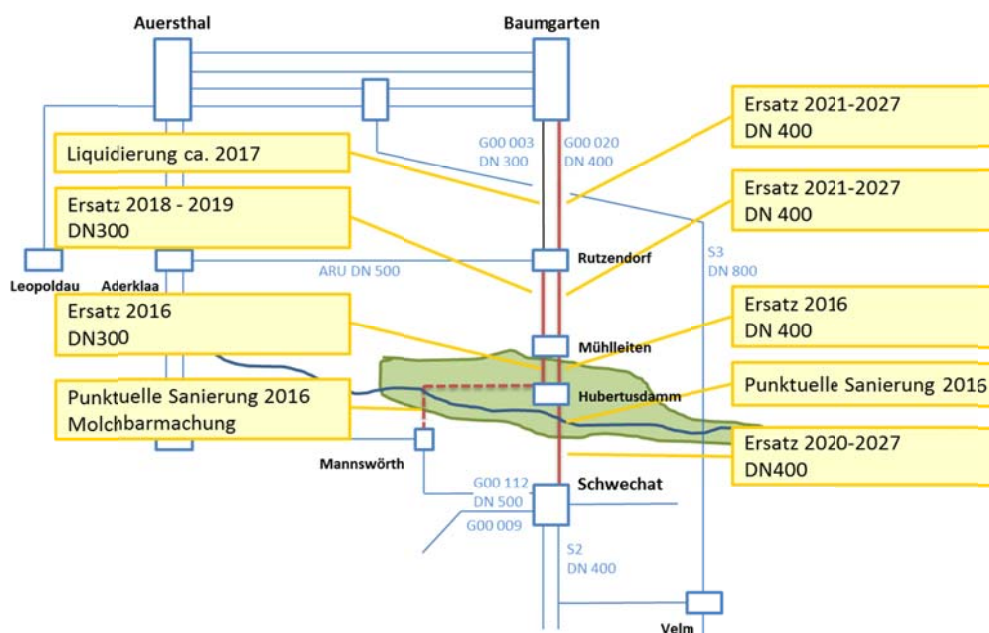 Auersthal
Baumgarten
Ersatz 2021-2027
DN 400
G00 003
DN 300
G00 020
DN 400
Liquidierung ca. 2017
Ersatz 2018 - 2019
DN300
Ersatz 2021-2027
DN 400
Rutzendorf
S3
DN 800
ARU DN 500
Leopoldau
Aderklaa
Ersatz 2016
DN300
Ersatz 2016
DN 400
Mühlleiten
Punktuelle Sanierung 2016
Molchbarmachung
Hubertusdamm
Punktuelle Sanierung 2016
Ersatz 2020-2027
DN400
Mannswörth
G00 112
DN 500
Schwechat
G00 009
S2
DN 400
Velm